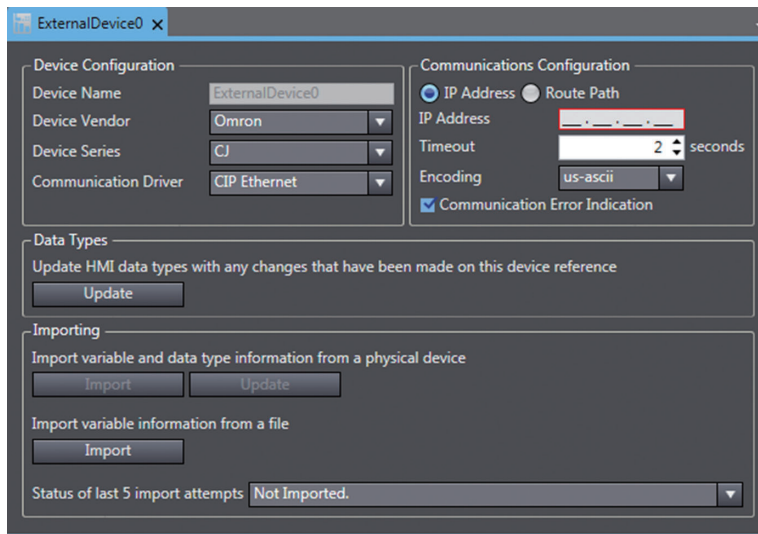 ExternalDevice0
Device Configuration
Device Name ExternalDevice0
Device Vendor Omron
Device Series CJ
Communication Driver CIP Ethernet
Communications Configuration
IP Address Route Path
IP Address __.__.__.__
Timeout 2 seconds
Encoding us-ascii
Communication Error Indication
Data Types
Update HMI data types with any changes that have been made on this device reference
Update
Importing
Import variable and data type information from a physical device
Import Update
Import variable information from a file
Import
Status of last 5 import attempts Not Imported.